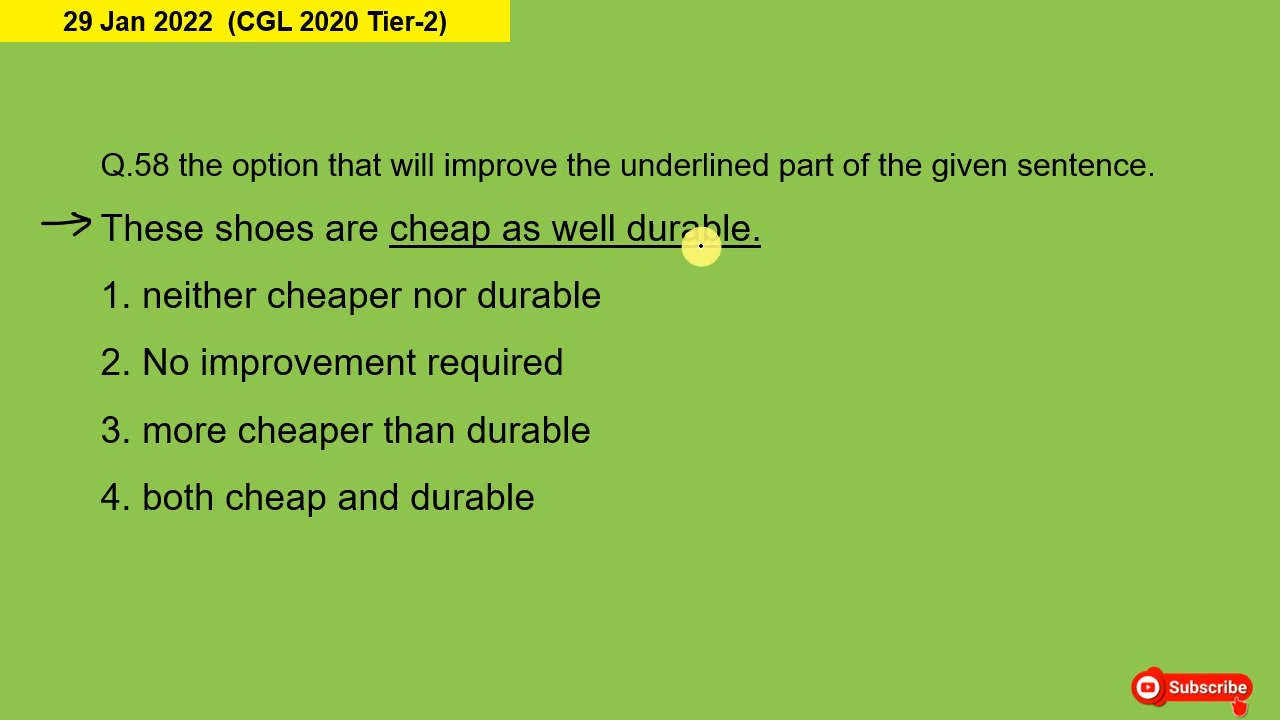 29 Jan 2022 (CGL 2020 Tier-2)
Q.58 the option that will improve the underlined part of the given sentence.
These shoes are cheap as well durable.
1. neither cheaper nor durable
2. No improvement required
3. more cheaper than durable
4. both cheap and durable
Subscribe